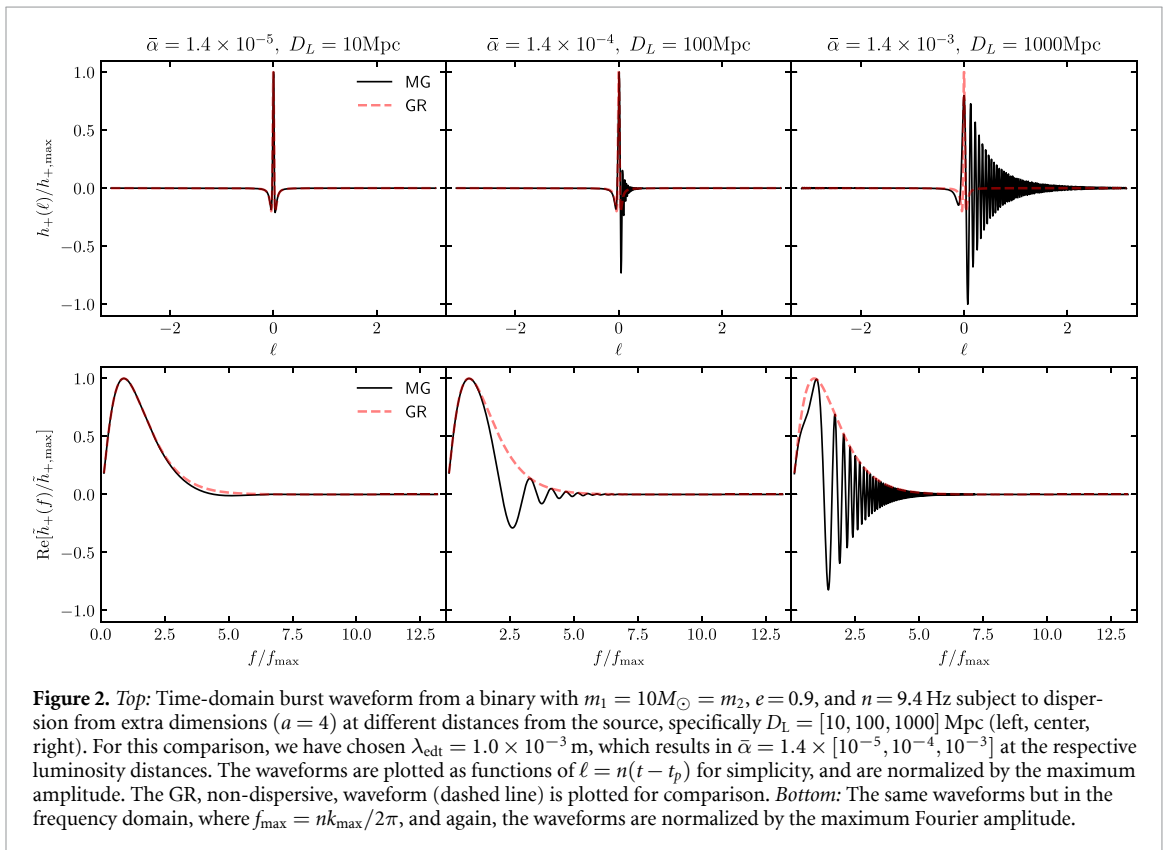 ᾱ = 1.4 × 10⁻⁵, D_L = 10Mpc
ᾱ = 1.4 × 10⁻⁴, D_L = 100Mpc
ᾱ = 1.4 × 10⁻³, D_L = 1000Mpc
1.0
0.5
0.0
−0.5
−1.0
h₊(ℓ)/h₊,max
MG
GR
−2 0 2
ℓ
−2 0 2
ℓ
−2 0 2
ℓ
1.0
0.5
0.0
−0.5
−1.0
Re[h̃₊(f)/h̃₊,max]
MG
GR
0.0 2.5 5.0 7.5 10.0 12.5
f/f_max
2.5 5.0 7.5 10.0 12.5
f/f_max
2.5 5.0 7.5 10.0 12.5
f/f_max
Figure 2. Top: Time-domain burst waveform from a binary with m₁ = 10M⊙ = m₂, e = 0.9, and n = 9.4 Hz subject to disper-
sion from extra dimensions (a = 4) at different distances from the source, specifically D_L = [10, 100, 1000] Mpc (left, center,
right). For this comparison, we have chosen λ_edt = 1.0 × 10⁻³ m, which results in ᾱ = 1.4 × [10⁻⁵, 10⁻⁴, 10⁻³] at the respective
luminosity distances. The waveforms are plotted as functions of ℓ = n(t − t_p) for simplicity, and are normalized by the maximum
amplitude. The GR, non-dispersive, waveform (dashed line) is plotted for comparison. Bottom: The same waveforms but in the
frequency domain, where f_max = nk_max/2π, and again, the waveforms are normalized by the maximum Fourier amplitude.